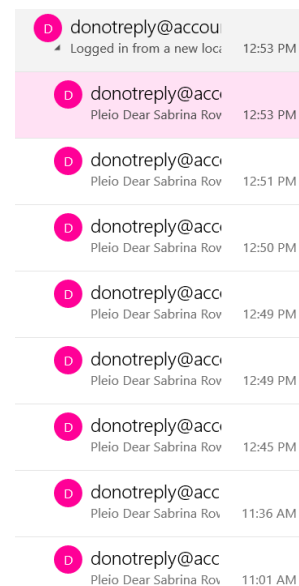 D donotreply@accou
Logged in from a new loca 12:53 PM
D donotreply@acc
Pleio Dear Sabrina Rov 12:53 PM
D donotreply@acc
Pleio Dear Sabrina Rov 12:51 PM
D donotreply@acc
Pleio Dear Sabrina Rov 12:50 PM
D donotreply@acc
Pleio Dear Sabrina Rov 12:49 PM
D donotreply@acc
Pleio Dear Sabrina Rov 12:49 PM
D donotreply@acc
Pleio Dear Sabrina Rov 12:45 PM
D donotreply@acc
Pleio Dear Sabrina Rov 11:36 AM
D donotreply@acc
Pleio Dear Sabrina Rov 11:01 AM